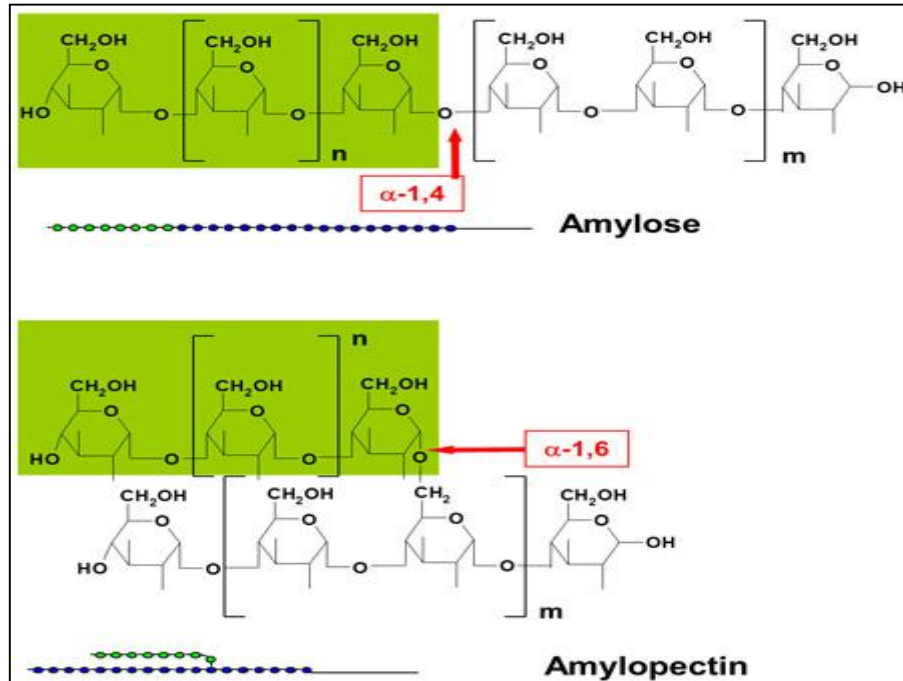 CH2OH CH2OH CH2OH CH2OH CH2OH CH2OH
O O O O O O
HO O O O O O OH
n m
α-1,4
Amylose
n
CH2OH CH2OH CH2OH
O O O
α-1,6
HO O O O
CH2OH CH2OH CH2 CH2OH
O O O O
OH
HO O O O
m
Amylopectin